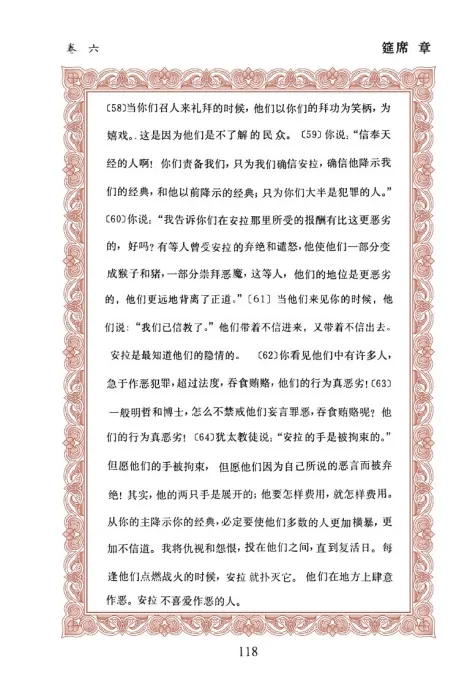 卷 六
筵席 章
〔58〕当你们召人来礼拜的时候，他们以你们的拜功为笑柄，为
嬉戏。.这是因为他们是不了解的民众。〔59〕你说：“信奉天
经的人啊！你们责备我们，只为我们确信安拉，确信他降示我
们的经典，和他以前降示的经典；只为你们大半是犯罪的人。”
〔60〕你说：“我告诉你们在安拉那里所受的报酬有比这更恶劣
的，好吗？有等人曾受安拉的弃绝和谴怒，他使他们一部分变
成猴子和猪，一部分崇拜恶魔，这等人，他们的地位是更恶劣
的，他们更远地背离了正道。”〔61〕当他们来见你的时候，他
们说：“我们已信教了。”他们带着不信进来，又带着不信出去。
安拉是最知道他们的隐情的。〔62〕你看见他们中有许多人，
急于作恶犯罪，超过法度，吞食贿赂，他们的行为真恶劣！〔63〕
一般明哲和博士，怎么不禁戒他们妄言罪恶，吞食贿赂呢？他
们的行为真恶劣！〔64〕犹太教徒说：“安拉的手是被拘束的。”
但愿他们的手被拘束，但愿他们因为自己所说的恶言而被弃
绝！其实，他的两只手是展开的；他要怎样费用，就怎样费用。
从你的主降示你的经典，必定要使他们多数的人更加横暴，更
加不信道。我将仇视和怨恨，投在他们之间，直到复活日。每
逢他们点燃战火的时候，安拉就扑灭它。他们在地方上肆意
作恶。安拉不喜爱作恶的人。
118